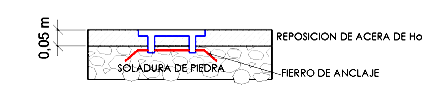 0,05 m
REPOSICION DE ACERA DE Ho
SOLADURA DE PIEDRA
FIERRO DE ANCLAJE